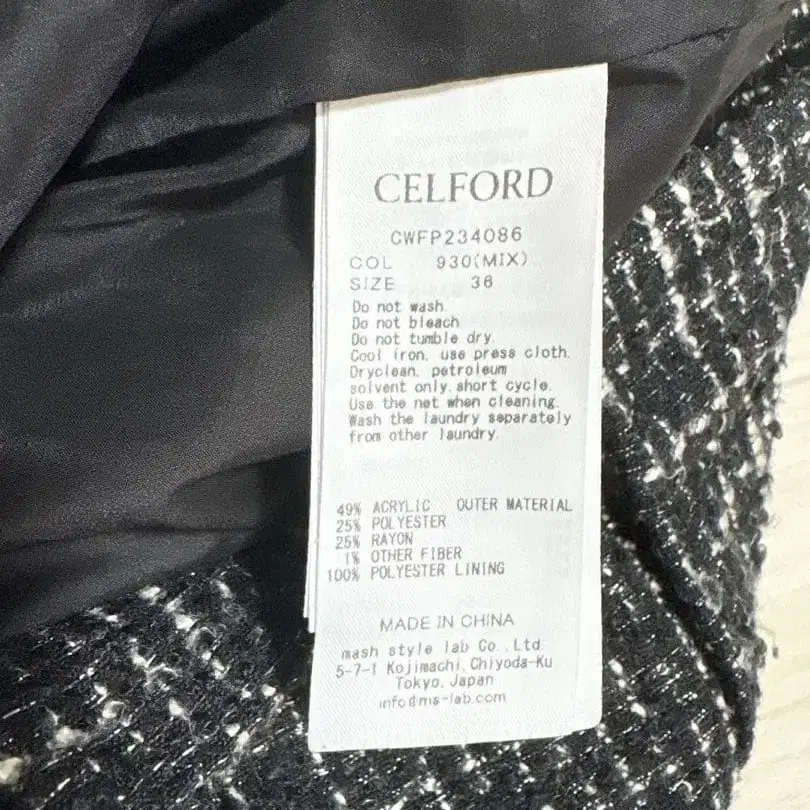 CELFORD
CWFP234086
COL 930(MIX)
SIZE 36
Do not wash.
Do not bleach
Do not tumble dry.
Cool iron, use press cloth.
Dryclean, petroleum
solvent only, short cycle.
Use the net when cleaning.
Wash the laundry separately
from other laundry.
49% ACRYLIC OUTER MATERIAL
25% POLYESTER
25% RAYON
1% OTHER FIBER
100% POLYESTER LINING
MADE IN CHINA
mash style lab Co., Ltd.
5-7-1 Kojimachi, Chiyoda-Ku
Tokyo, Japan
info@ms-lab.com